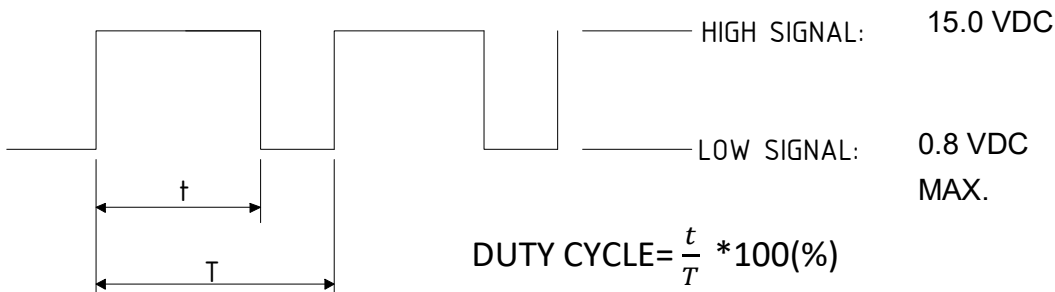 HIGH SIGNAL: 15.0 VDC
LOW SIGNAL: 0.8 VDC
MAX.
t
DUTY CYCLE= t/T *100(%)
T